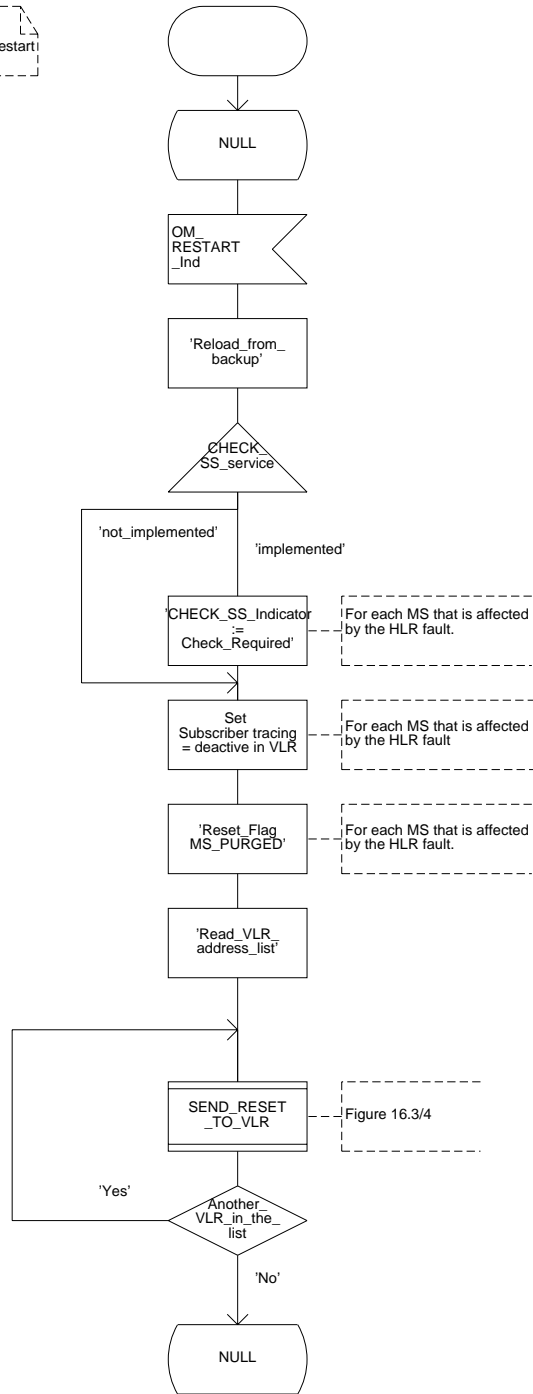 estart
NULL
OM_
RESTART
_Ind
'Reload_from_
backup'
CHECK_
SS_service
'not_implemented'
'implemented'
'CHECK_SS_Indicator
:=
Check_Required'
For each MS that is affected
by the HLR fault.
Set
Subscriber tracing
= deactive in VLR
For each MS that is affected
by the HLR fault
'Reset_Flag
MS_PURGED'
For each MS that is affected
by the HLR fault.
'Read_VLR_
address_list'
SEND_RESET
_TO_VLR
Figure 16.3/4
'Yes'
Another_
VLR_in_the_
list
'No'
NULL